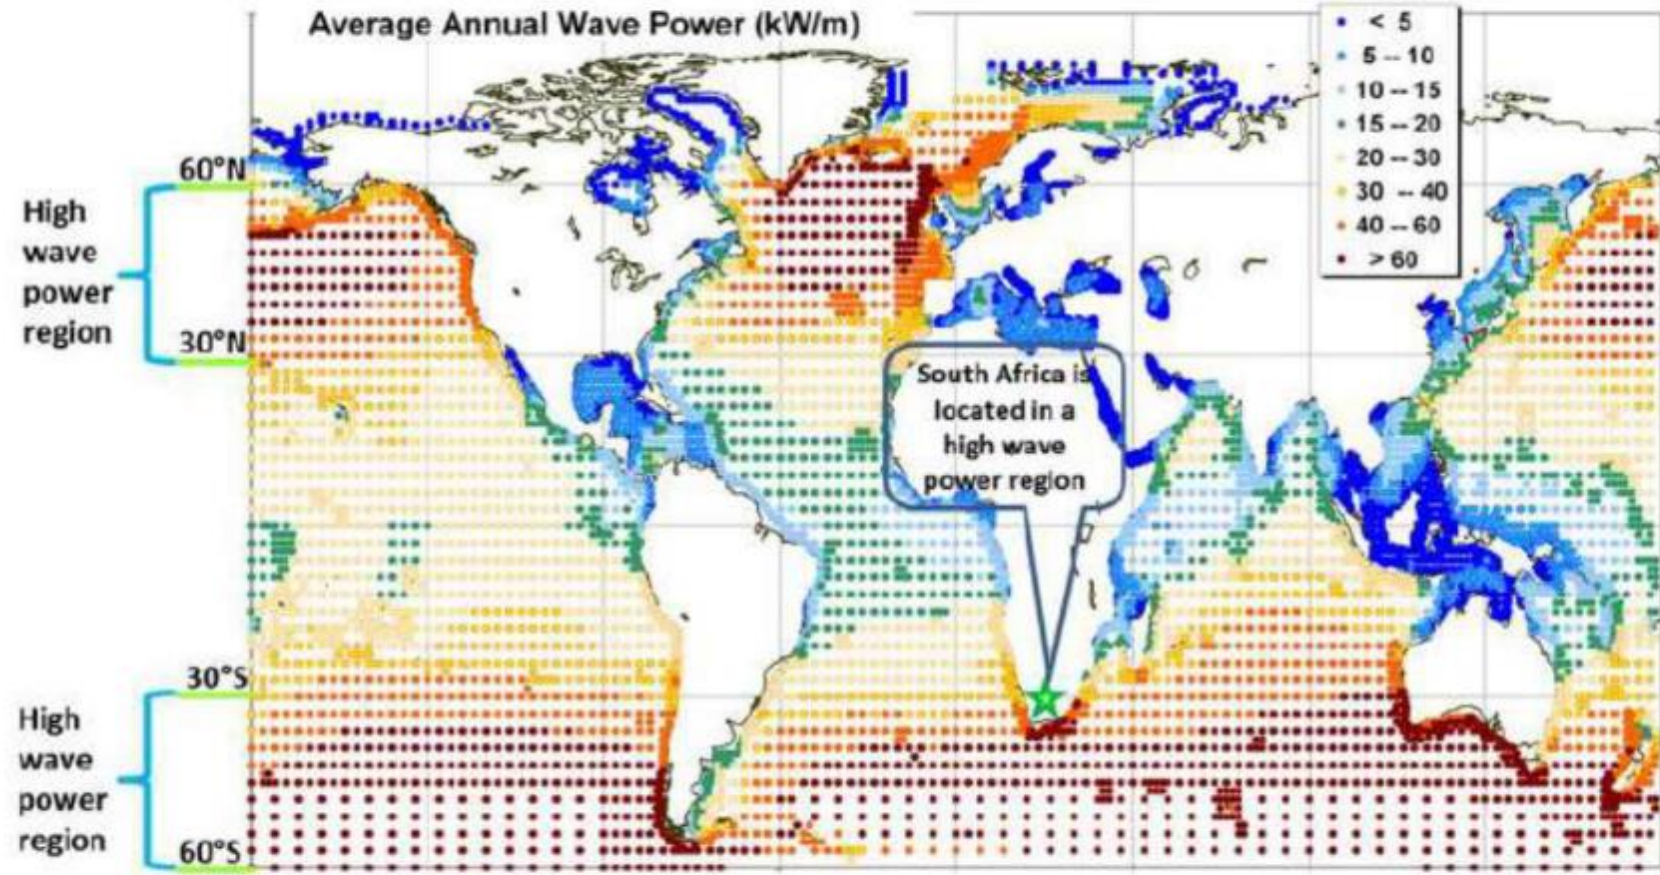 Average Annual Wave Power (kW/m)
< 5
5 -- 10
10 -- 15
15 -- 20
20 -- 30
30 -- 40
40 -- 60
> 60
60°N
High
wave
power
region
30°N
South Africa is
located in a
high wave
power region
30°S
High
wave
power
region
60°S